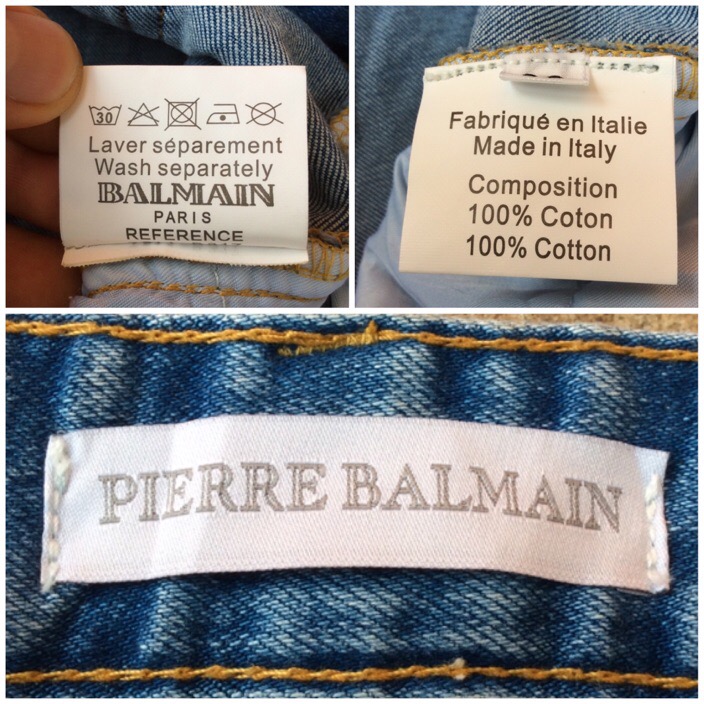 30
Laver séparement
Wash separately
BALMAIN
PARIS
REFERENCE
Fabriqué en Italie
Made in Italy
Composition
100% Coton
100% Cotton
PIERRE BALMAIN